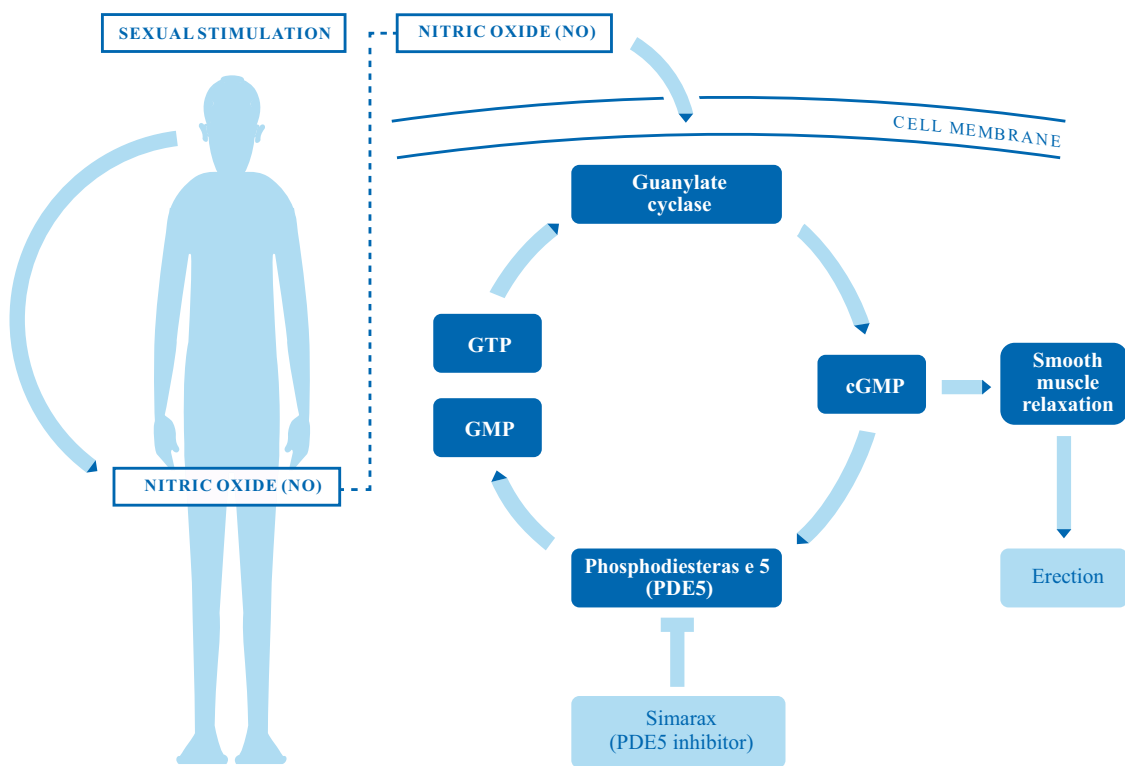 SEXUAL STIMULATION
NITRIC OXIDE (NO)
CELL MEMBRANE
Guanylate
cyclase
GTP
cGMP
Smooth
muscle
relaxation
GMP
NITRIC OXIDE (NO)
Phosphodiesteras e 5
(PDE5)
Erection
Simarax
(PDE5 inhibitor)